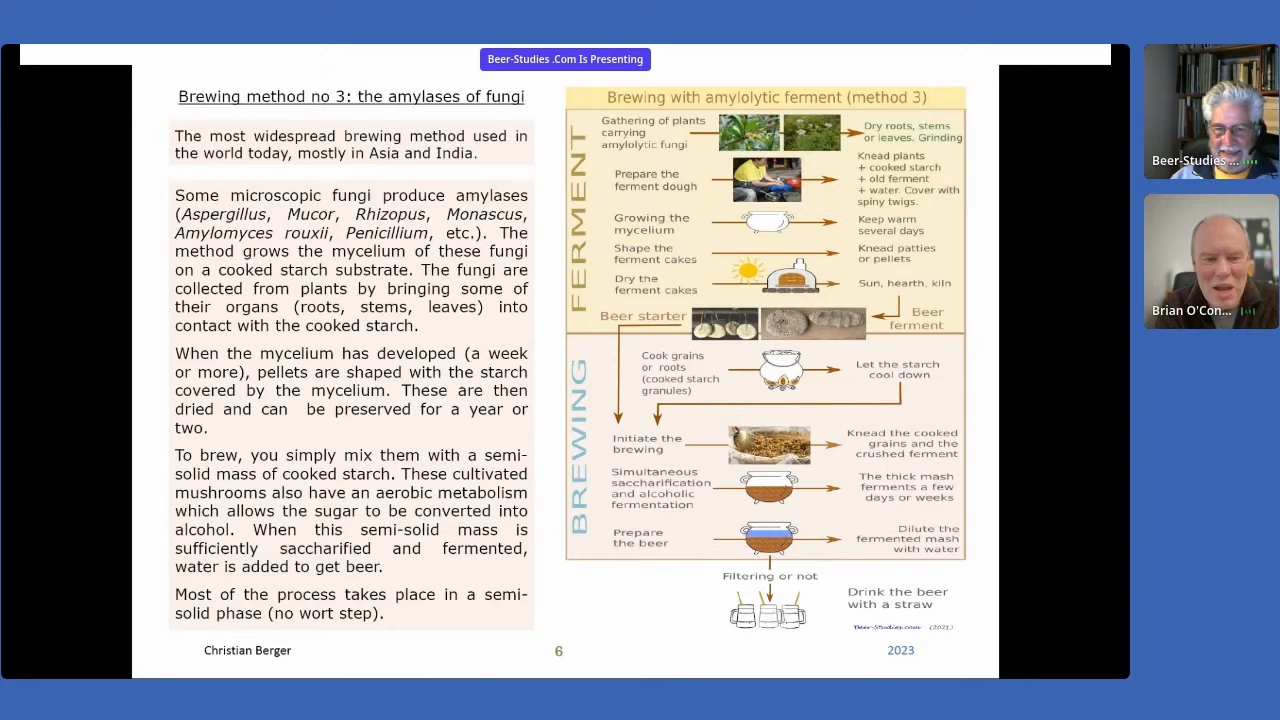 Beer-Studies .Com Is Presenting
Brewing method no 3: the amylases of fungi
The most widespread brewing method used in
the world today, mostly in Asia and India.
Some microscopic fungi produce amylases
(Aspergillus, Mucor, Rhizopus, Monascus,
Amylomyces rouxii, Penicillium, etc.). The
method grows the mycelium of these fungi
on a cooked starch substrate. The fungi are
collected from plants by bringing some of
their organs (roots, stems, leaves) into
contact with the cooked starch.
When the mycelium has developed (a week
or more), pellets are shaped with the starch
covered by the mycelium. These are then
dried and can be preserved for a year or
two.
To brew, you simply mix them with a semi-
solid mass of cooked starch. These cultivated
mushrooms also have an aerobic metabolism
which allows the sugar to be converted into
alcohol. When this semi-solid mass is
sufficiently saccharified and fermented,
water is added to get beer.
Most of the process takes place in a semi-
solid phase (no wort step).
Brewing with amylolytic ferment (method 3)
FERMENT
Gathering of plants
carrying
amylolytic fungi
Dry roots, stems
or leaves. Grinding
Prepare the
ferment dough
Knead plants
+ cooked starch
+ old ferment
+ water. Cover with
spiny twigs.
Growing the
mycelium
Keep warm
several days
Shape the
ferment cakes
Knead patties
or pellets
Dry the
ferment cakes
Sun, hearth, kiln
Beer starter
Beer
ferment
BREWING
Cook grains
or roots
(cooked starch
granules)
Let the starch
cool down
Initiate the
brewing
Knead the cooked
grains and the
crushed ferment
Simultaneous
saccharification
and alcoholic
fermentation
The thick mash
ferments a few
days or weeks
Prepare
the beer
Dilute the
fermented mash
with water
Filtering or not
Drink the beer
with a straw
Beer-Studies.com (2021)
Christian Berger
6
2023
Beer-Studies ...
Brian O'Con...